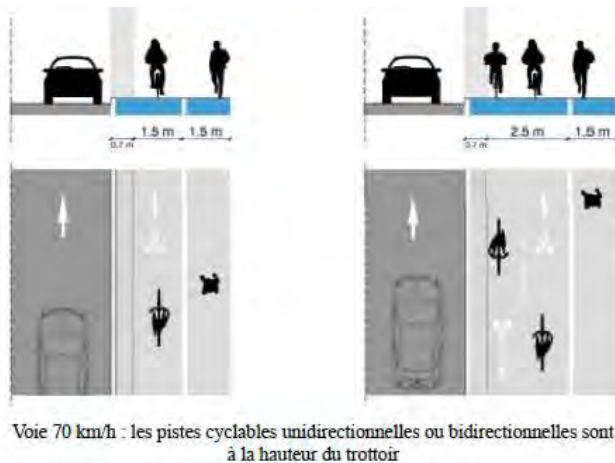 1.5 m 1.5 m 2.5 m 1.5 m
0.7 m 0.7 m
Voie 70 km/h : les pistes cyclables unidirectionnelles ou bidirectionnelles sont
à la hauteur du trottoir